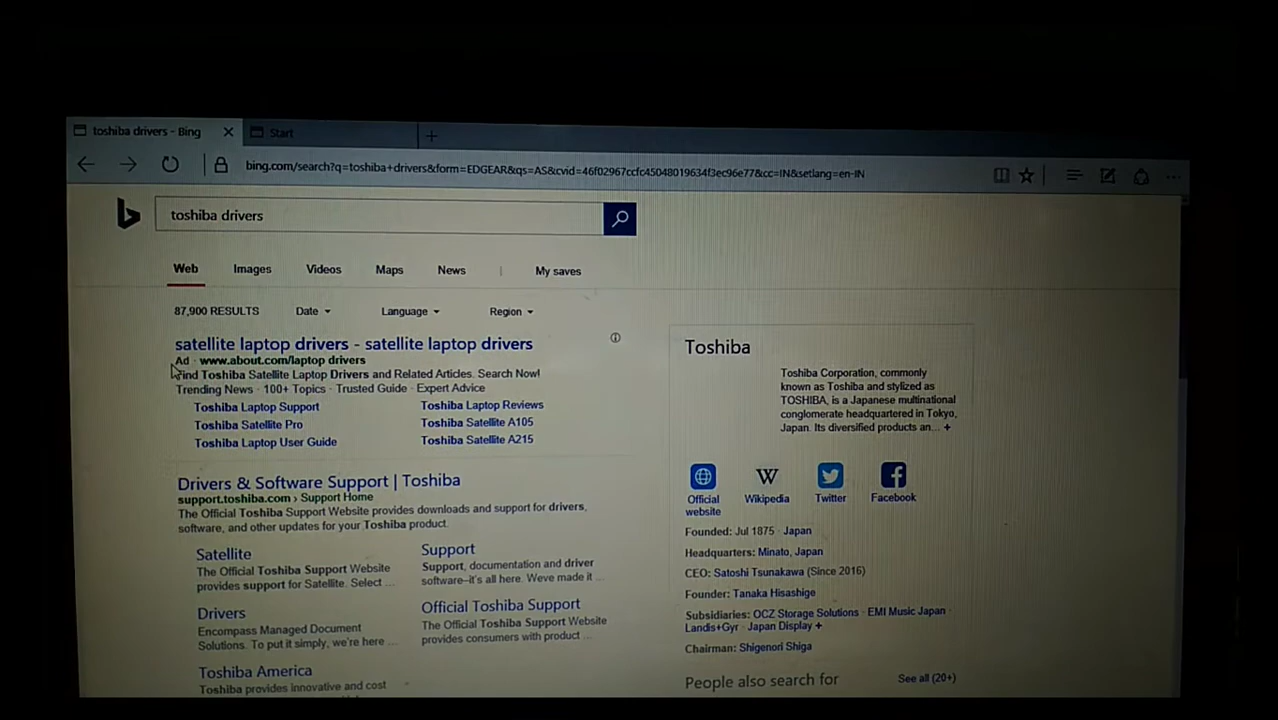 toshiba drivers - Bing
Start
bing.com/search?q=toshiba+drivers&form=EDGEAR&qs=AS&cvid=46f02967ccfc45048019634f3ec96e77&cc=IN&setlang=en-IN
toshiba drivers
Web Images Videos Maps News | My saves
87,900 RESULTS Date Language Region
satellite laptop drivers - satellite laptop drivers
Ad · www.about.com/laptop drivers
Find Toshiba Satellite Laptop Drivers and Related Articles. Search Now!
Trending News · 100+ Topics · Trusted Guide · Expert Advice
Toshiba Laptop Support
Toshiba Laptop Reviews
Toshiba Satellite Pro
Toshiba Satellite A105
Toshiba Laptop User Guide
Toshiba Satellite A215
Drivers & Software Support | Toshiba
support.toshiba.com › Support Home
The Official Toshiba Support Website provides downloads and support for drivers,
software, and other updates for your Toshiba product.
Satellite
The Official Toshiba Support Website
provides support for Satellite. Select ...
Support
Support, documentation and driver
software–it's all here. Weve made it ...
Drivers
Encompass Managed Document
Solutions. To put it simply, we're here ...
Official Toshiba Support
The Official Toshiba Support Website
provides consumers with product ...
Toshiba America
Toshiba provides innovative and cost
Toshiba
Toshiba Corporation, commonly
known as Toshiba and stylized as
TOSHIBA, is a Japanese multinational
conglomerate headquartered in Tokyo,
Japan. Its diversified products an... +
Official
website
Wikipedia
Twitter
Facebook
Founded: Jul 1875 · Japan
Headquarters: Minato, Japan
CEO: Satoshi Tsunakawa (Since 2016)
Founder: Tanaka Hisashige
Subsidiaries: OCZ Storage Solutions · EMI Music Japan ·
Landis+Gyr · Japan Display +
Chairman: Shigenori Shiga
People also search for See all (20+)